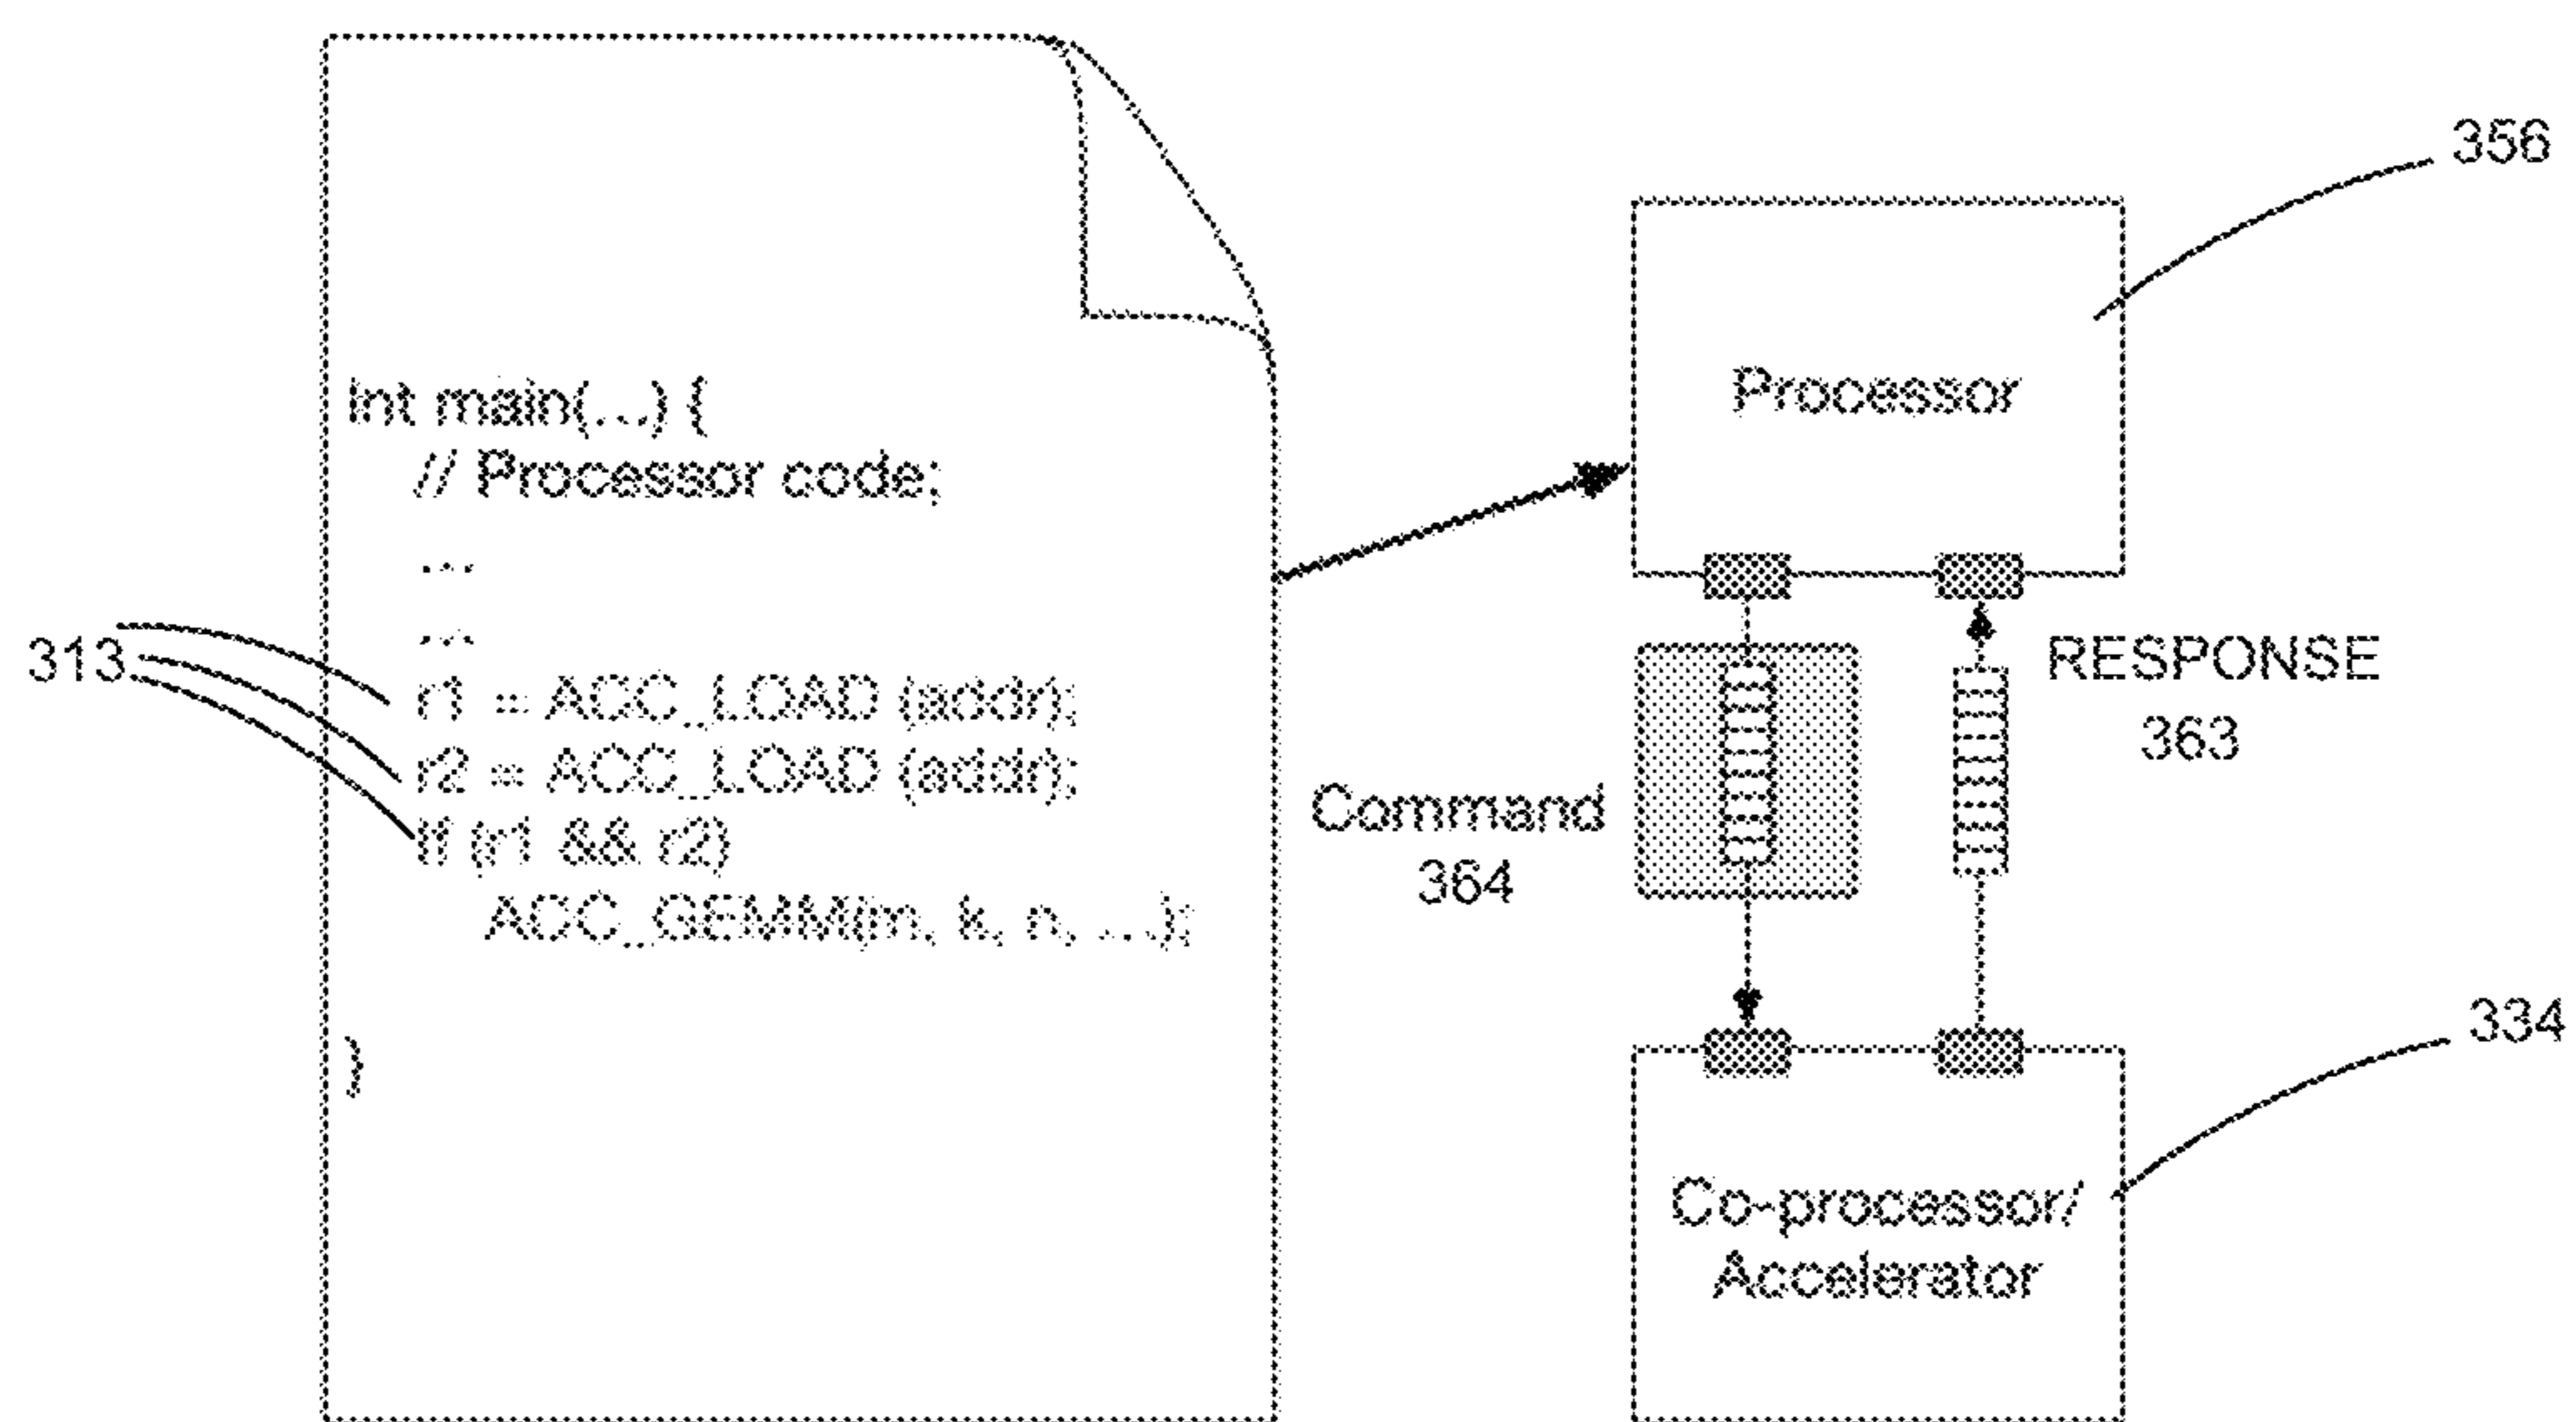 Int main(...) {
// Processor code;
...
...
313
r1 = ACC_LOAD (addr);
r2 = ACC_LOAD (addr);
If (r1 && r2)
ACC_GEMM(m, k, n, ...);
}
356
Processor
RESPONSE
363
Command
364
334
Co-processor/
Accelerator